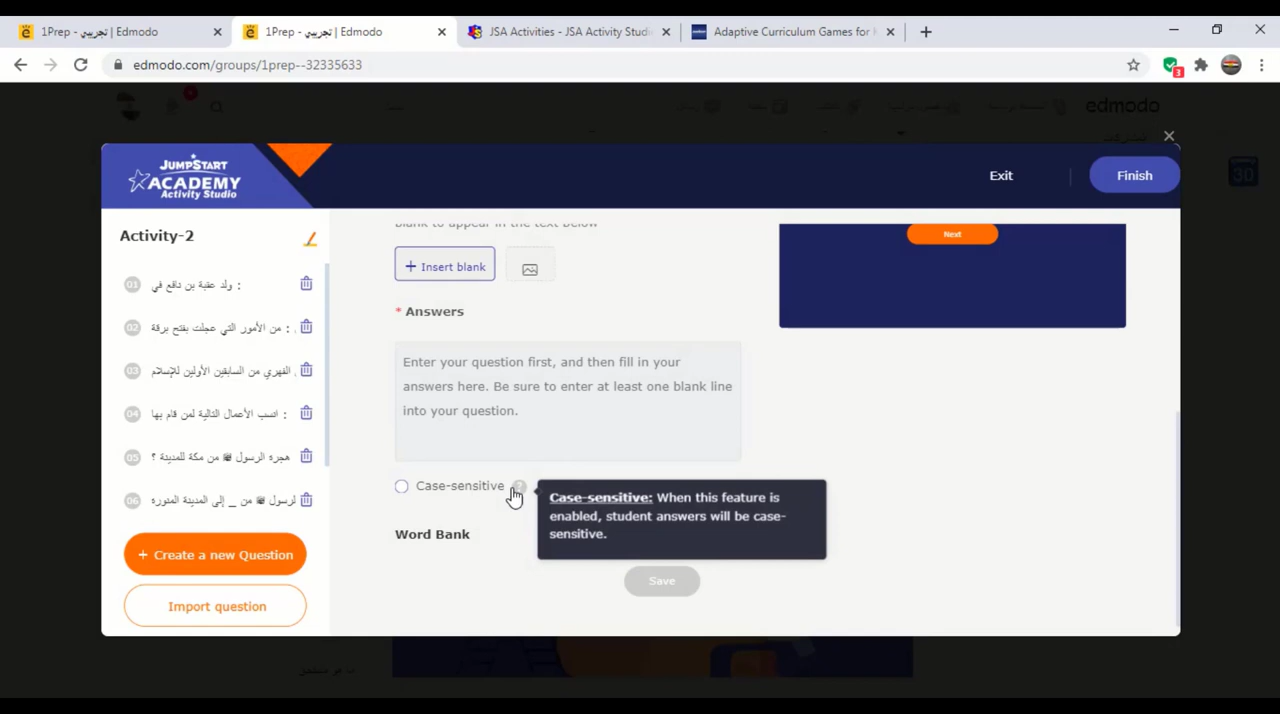 1Prep - تجريبي | Edmodo
1Prep - تجريبي | Edmodo
JSA Activities - JSA Activity Stud
Adaptive Curriculum Games for
edmodo.com/groups/1prep--32335633
3
edmodo
30
JUMPSTART
ACADEMY
Activity Studio
Exit
Finish
Activity-2
01 ولد عقبة بن نافع في :
02 من الأمور التي عجلت بفتح برقة :
03 الفهري من السابقين الأولين للإسلام
04 انسب الأعمال التالية لمن قام بها :
05 هجره الرسول ﷺ من مكة للمدينة ؟
06 لرسول ﷺ من _ إلى المدينة المنوره
+ Create a new Question
Import question
blank to appear in the text below
+ Insert blank
* Answers
Enter your question first, and then fill in your
answers here. Be sure to enter at least one blank line
into your question.
Case-sensitive ?
Case-sensitive: When this feature is
enabled, student answers will be case-
sensitive.
Word Bank
Save
Next